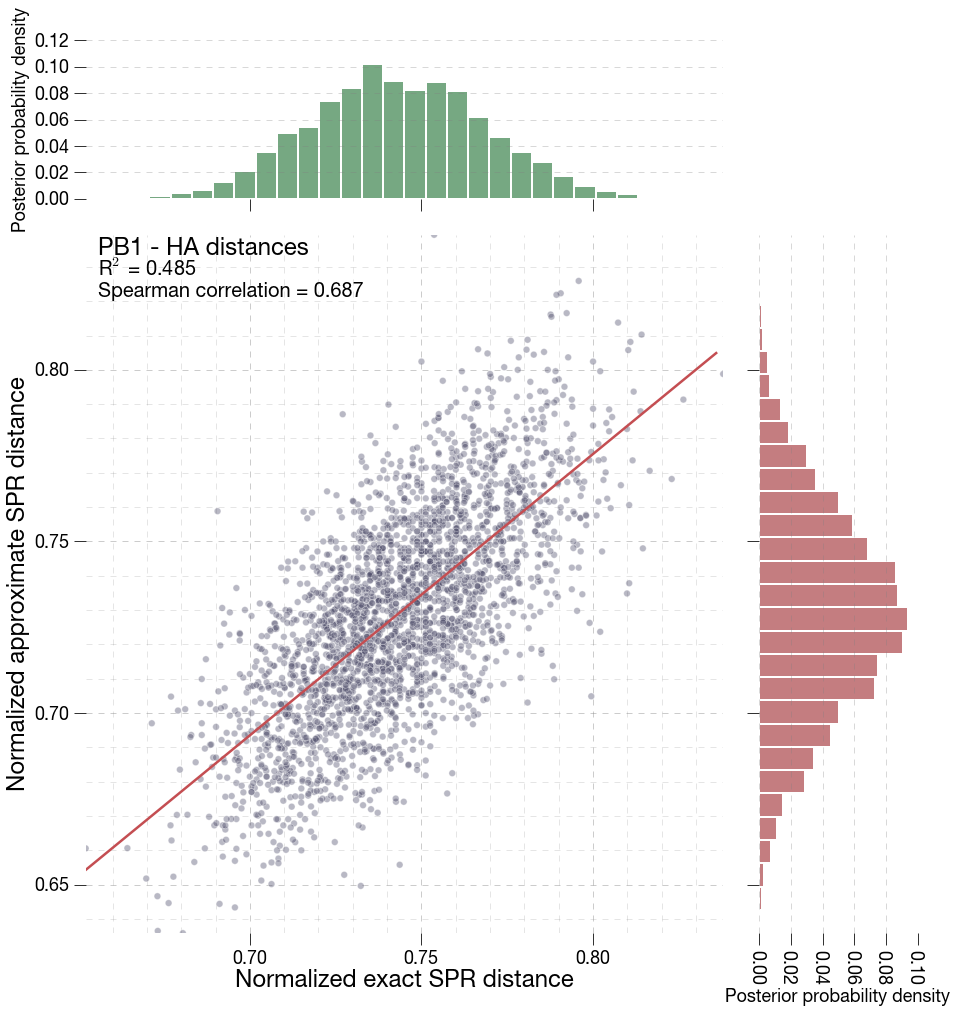 Posterior probability density
0.12
0.10
0.08
0.06
0.04
0.02
0.00
PB1 - HA distances
R² = 0.485
Spearman correlation = 0.687
Normalized approximate SPR distance
0.80
0.75
0.70
0.65
0.70 0.75 0.80
Normalized exact SPR distance
0.00 0.02 0.04 0.06 0.08 0.10
Posterior probability density